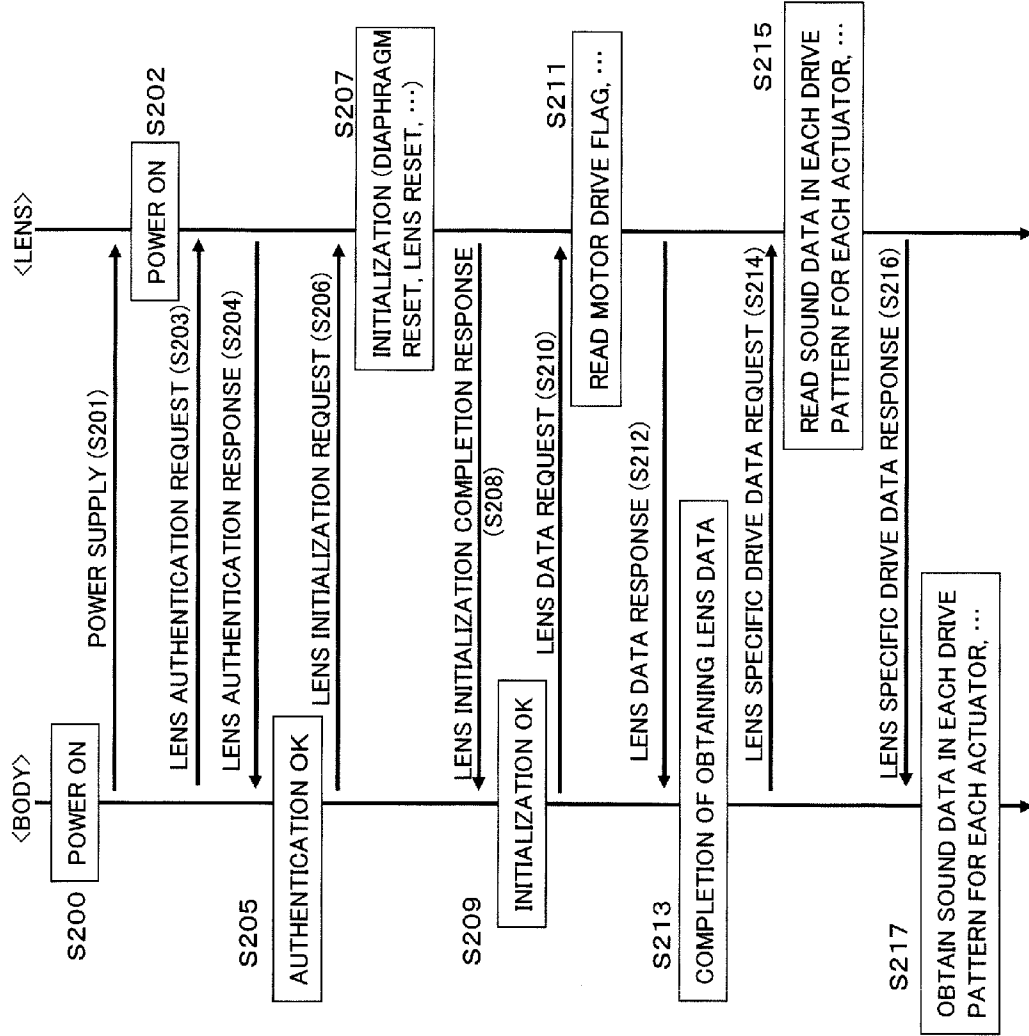 <BODY>
<LENS>
S200
POWER ON
POWER SUPPLY (S201)
S202
POWER ON
LENS AUTHENTICATION REQUEST (S203)
LENS AUTHENTICATION RESPONSE (S204)
S205
AUTHENTICATION OK
LENS INITIALIZATION REQUEST (S206)
S207
INITIALIZATION (DIAPHRAGM
RESET, LENS RESET, ⋯)
LENS INITIALIZATION COMPLETION RESPONSE
(S208)
S209
INITIALIZATION OK
LENS DATA REQUEST (S210)
S211
READ MOTOR DRIVE FLAG, ⋯
LENS DATA RESPONSE (S212)
S213
COMPLETION OF OBTAINING LENS DATA
LENS SPECIFIC DRIVE DATA REQUEST (S214)
S215
READ SOUND DATA IN EACH DRIVE
PATTERN FOR EACH ACTUATOR, ⋯
LENS SPECIFIC DRIVE DATA RESPONSE (S216)
S217
OBTAIN SOUND DATA IN EACH DRIVE
PATTERN FOR EACH ACTUATOR, ⋯